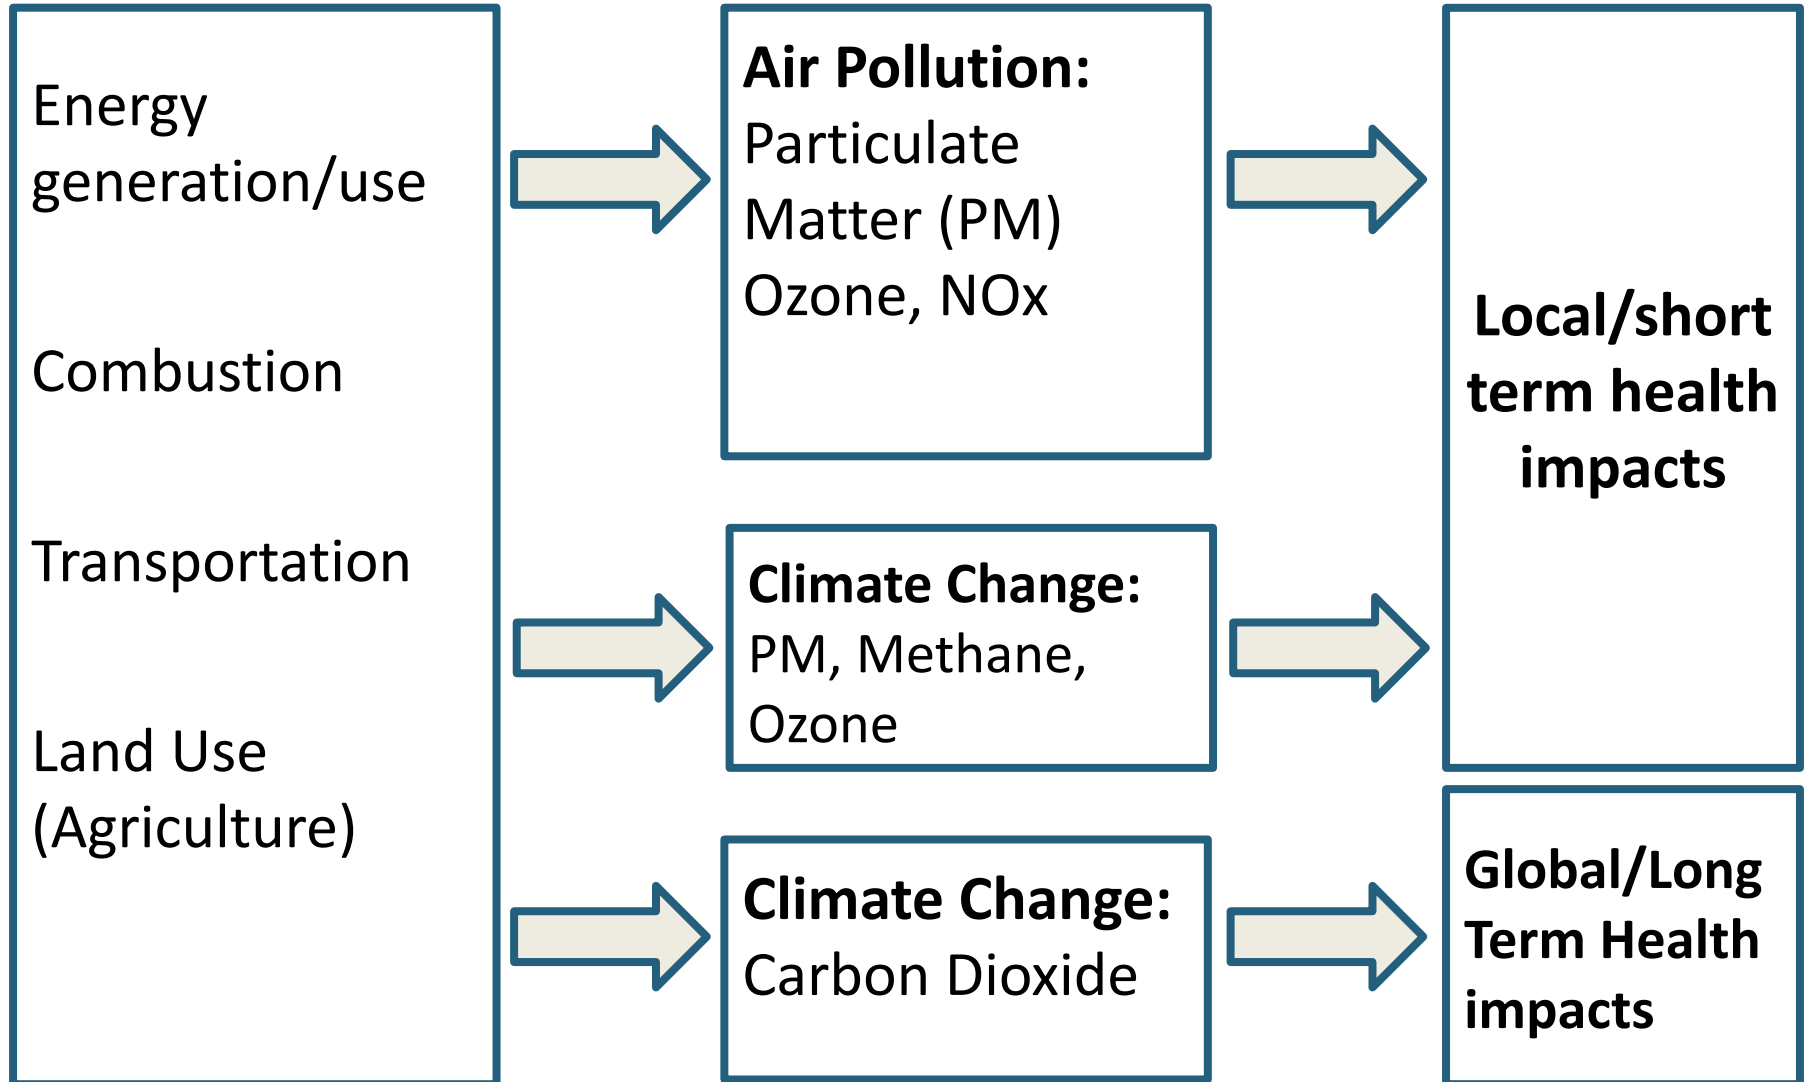 Energy
generation/use
Combustion
Transportation
Land Use
(Agriculture)
Air Pollution:
Particulate
Matter (PM)
Ozone, NOx
Climate Change:
PM, Methane,
Ozone
Climate Change:
Carbon Dioxide
Local/short
term health
impacts
Global/Long
Term Health
impacts